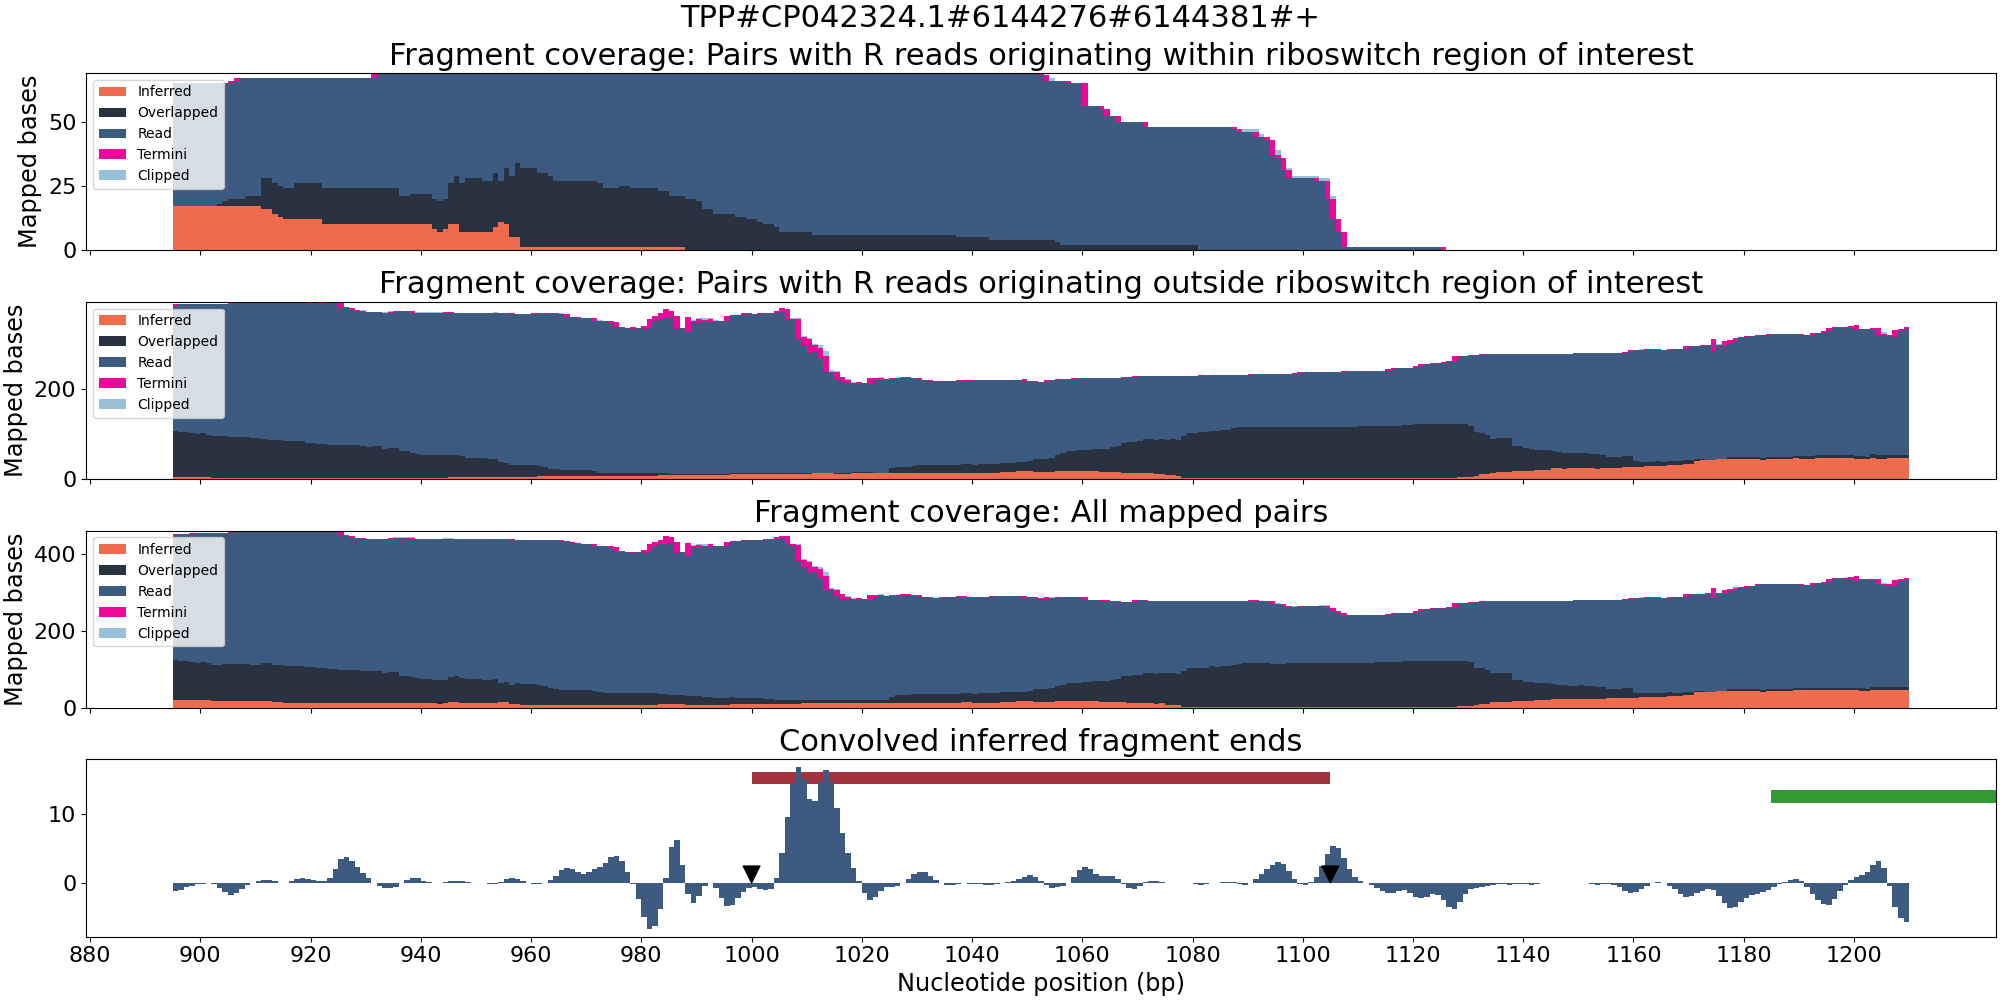 TPP#CP042324.1#6144276#6144381#+
Fragment coverage: Pairs with R reads originating within riboswitch region of interest
Mapped bases
50
25
0
Inferred
Overlapped
Read
Termini
Clipped
Fragment coverage: Pairs with R reads originating outside riboswitch region of interest
Mapped bases
200
0
Inferred
Overlapped
Read
Termini
Clipped
Fragment coverage: All mapped pairs
Mapped bases
400
200
0
Inferred
Overlapped
Read
Termini
Clipped
Convolved inferred fragment ends
10
0
880 900 920 940 960 980 1000 1020 1040 1060 1080 1100 1120 1140 1160 1180 1200
Nucleotide position (bp)